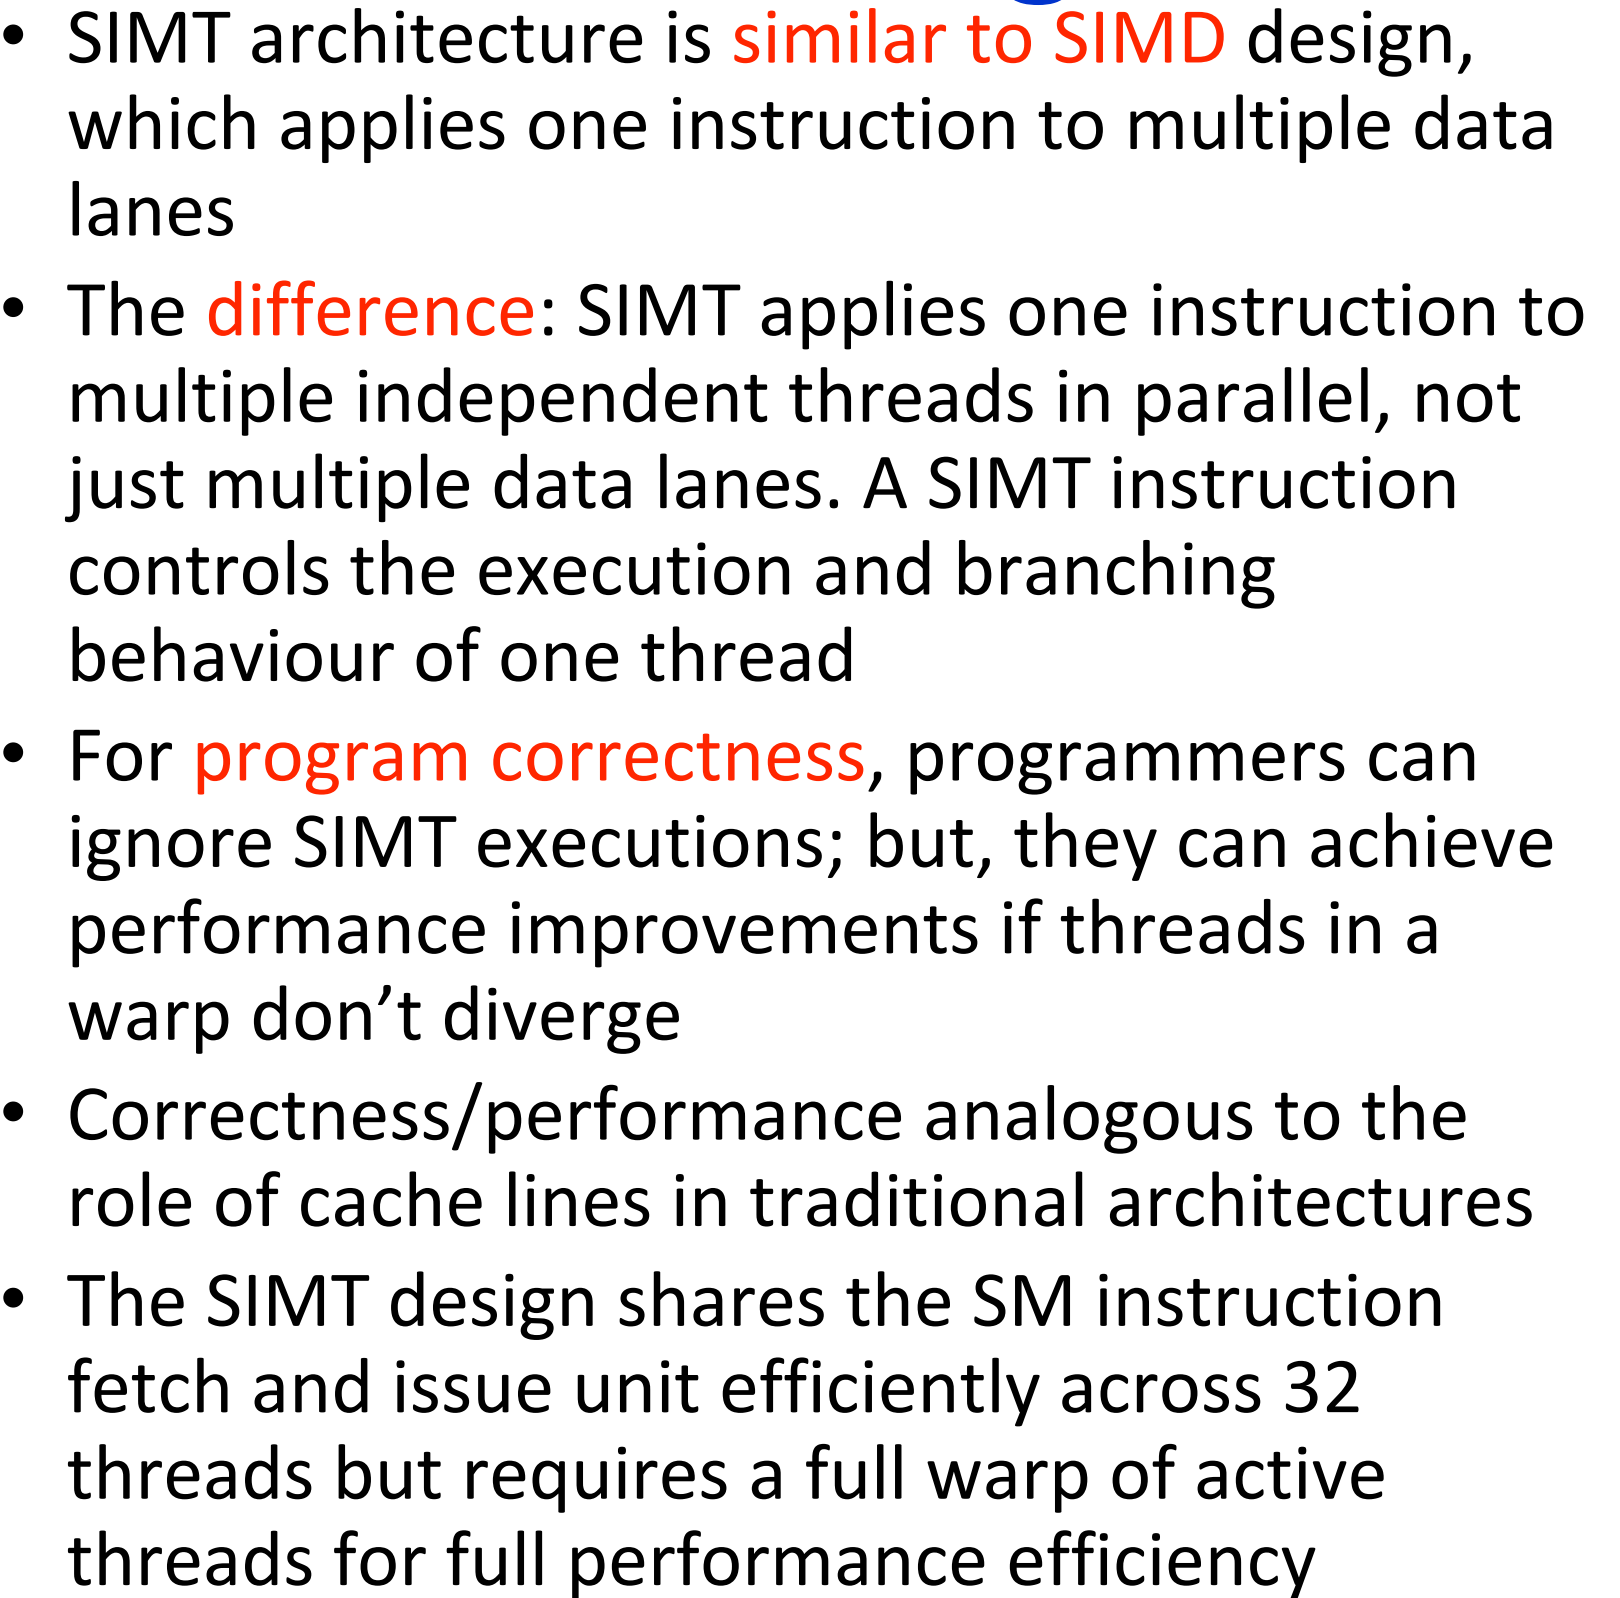 • SIMT architecture is similar to SIMD design,
which applies one instruction to multiple data
lanes
• The difference: SIMT applies one instruction to
multiple independent threads in parallel, not
just multiple data lanes. A SIMT instruction
controls the execution and branching
behaviour of one thread
• For program correctness, programmers can
ignore SIMT executions; but, they can achieve
performance improvements if threads in a
warp don’t diverge
• Correctness/performance analogous to the
role of cache lines in traditional architectures
• The SIMT design shares the SM instruction
fetch and issue unit efficiently across 32
threads but requires a full warp of active
threads for full performance efficiency